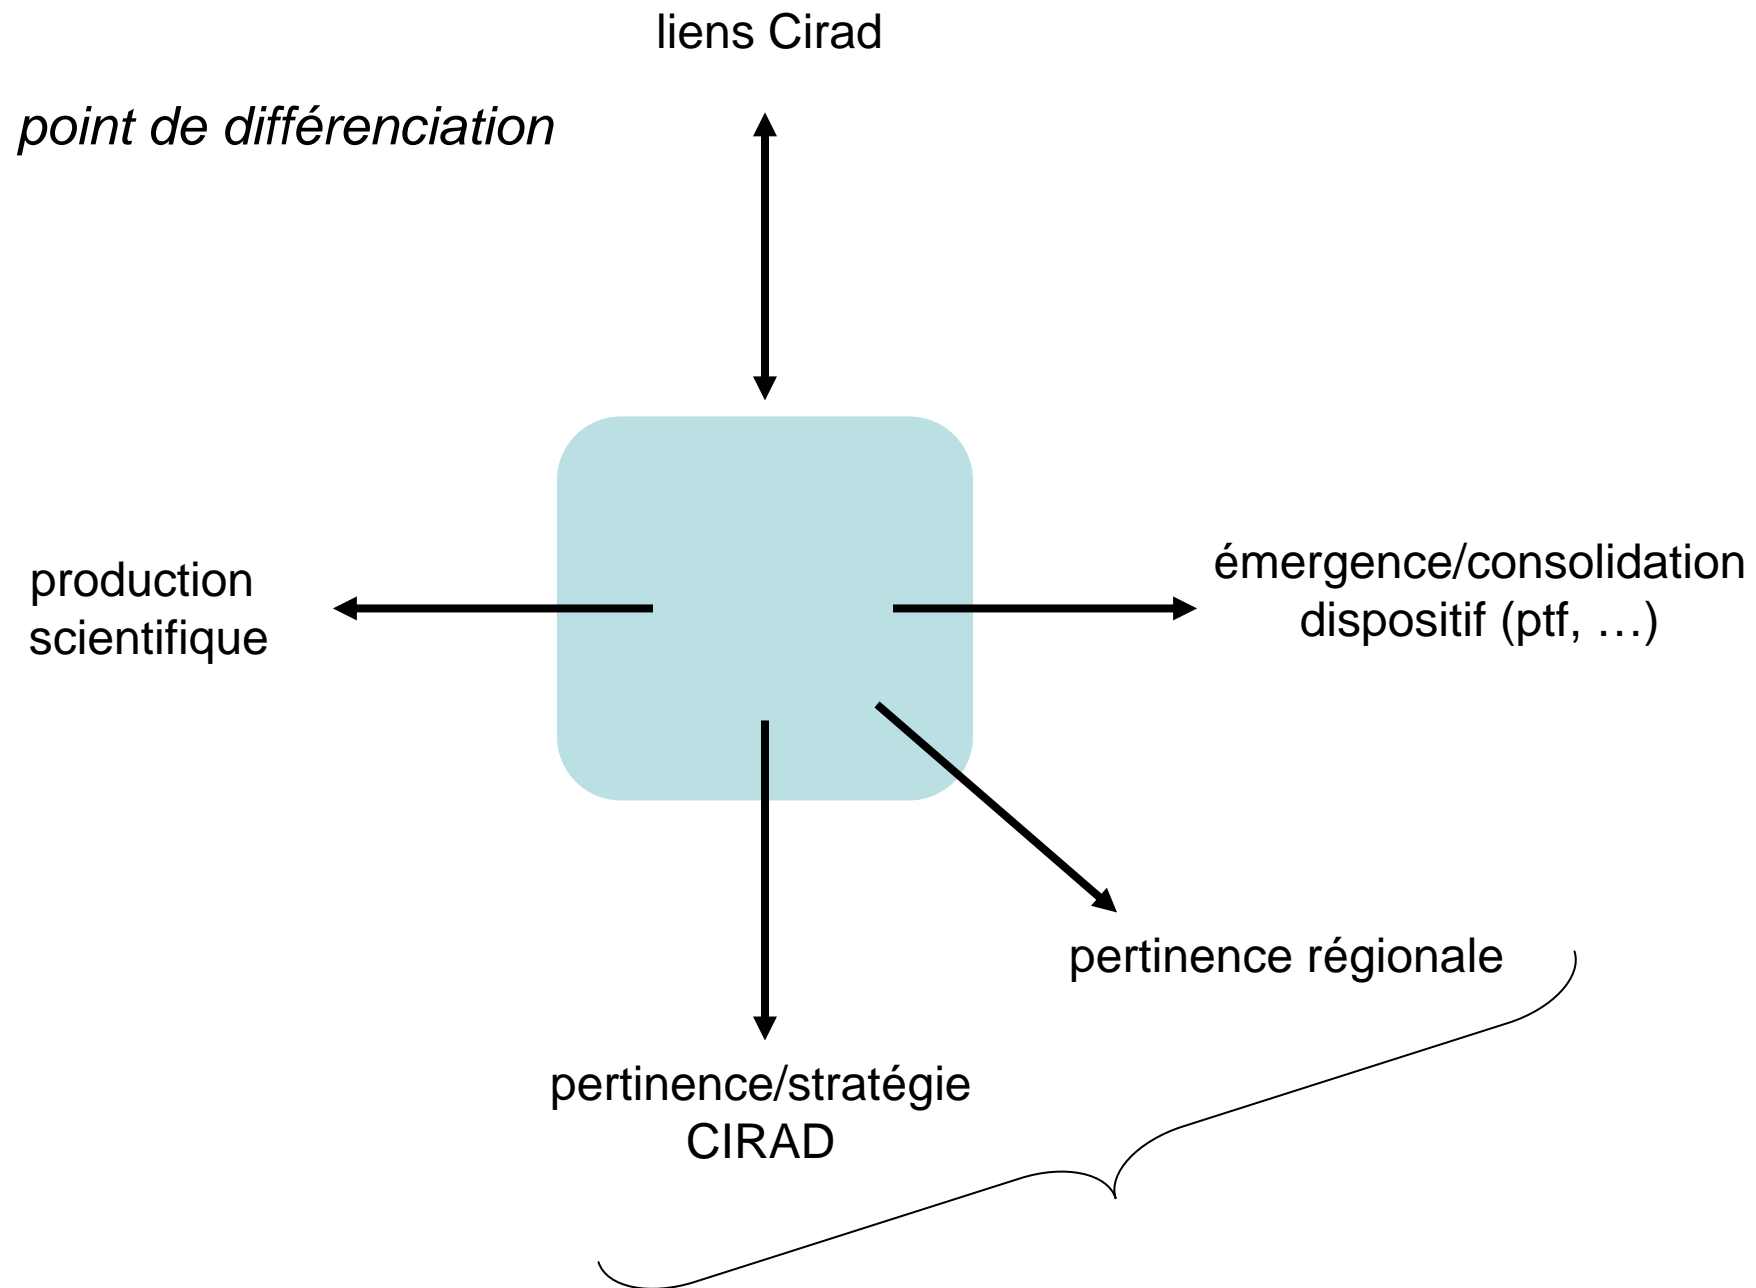 liens Cirad
point de différenciation
production
scientifique
émergence/consolidation
dispositif (ptf, …)
pertinence régionale
pertinence/stratégie
CIRAD